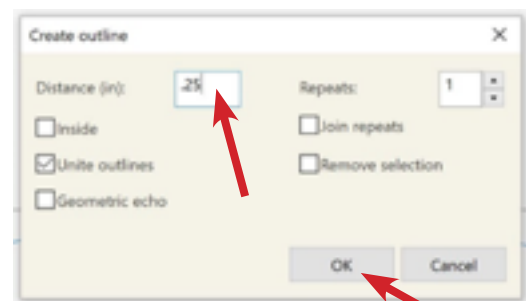 Create outline
Distance (in): .25 Repeats: 1
Inside Join repeats
Unite outlines Remove selection
Geometric echo
OK Cancel